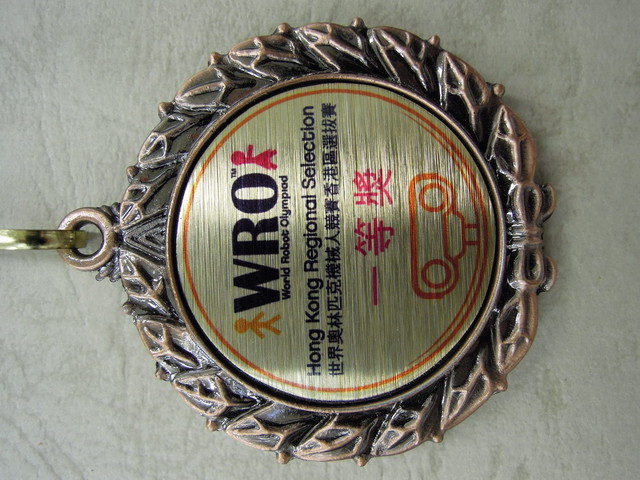 WRO™
World Robot Olympiad
Hong Kong Regional Selection
世界奧林匹克機械人競賽香港區選拔賽
一等獎